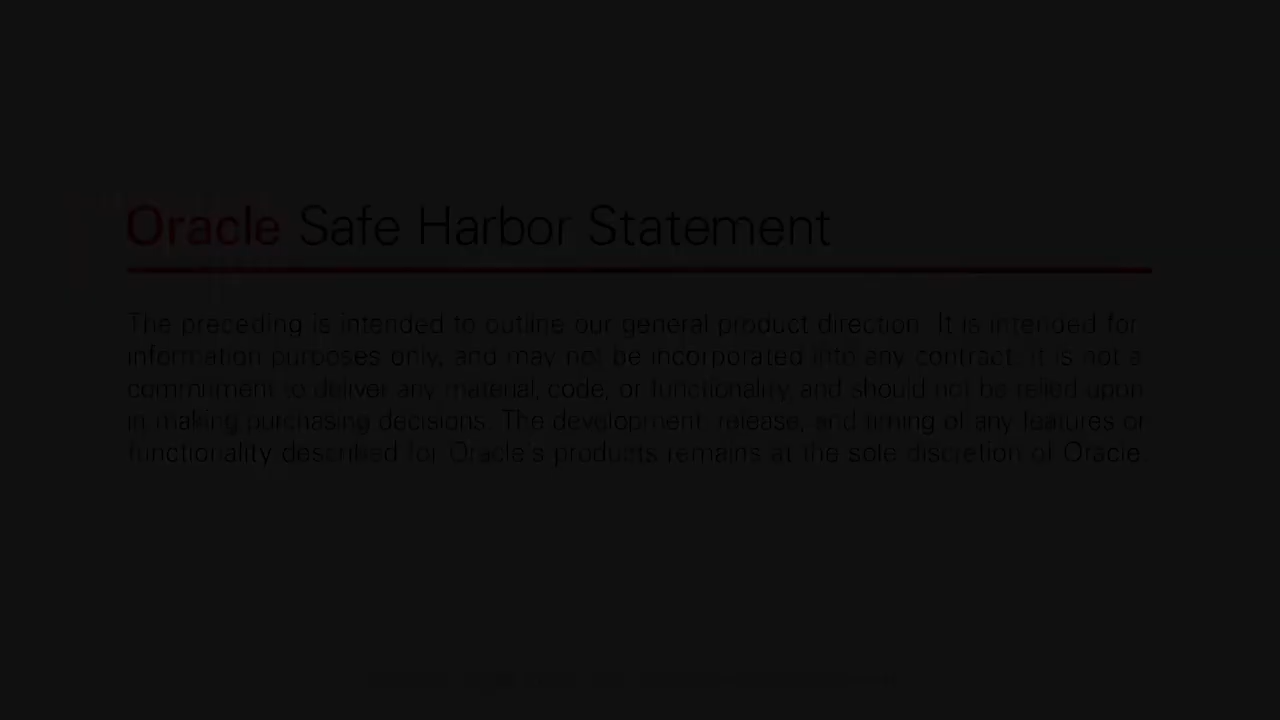 Oracle Safe Harbor Statement
The preceding is intended to outline our general product direction. It is intended for
information purposes only, and may not be incorporated into any contract. It is not a
commitment to deliver any material, code, or functionality, and should not be relied upon
in making purchasing decisions. The development, release, and timing of any features or
functionality described for Oracle's products remains at the sole discretion of Oracle.